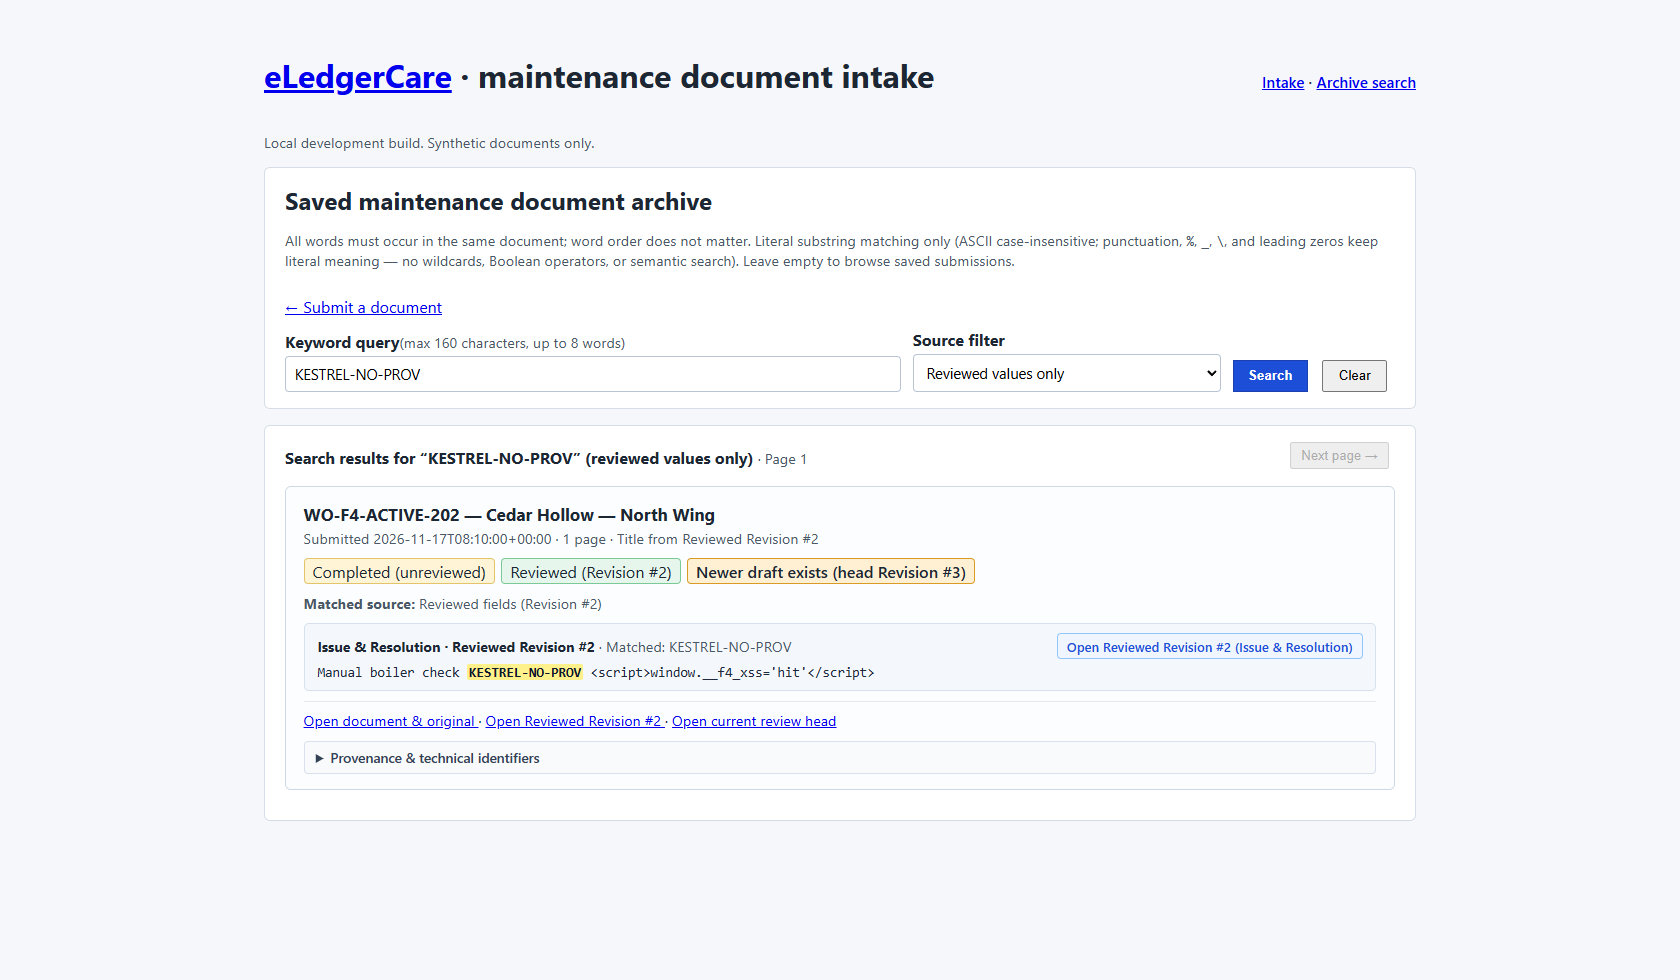 eLedgerCare · maintenance document intake
Intake · Archive search
Local development build. Synthetic documents only.
Saved maintenance document archive
All words must occur in the same document; word order does not matter. Literal substring matching only (ASCII case-insensitive; punctuation, %, _, \, and leading zeros keep
literal meaning — no wildcards, Boolean operators, or semantic search). Leave empty to browse saved submissions.
← Submit a document
Keyword query(max 160 characters, up to 8 words)
Source filter
KESTREL-NO-PROV
Reviewed values only
Search
Clear
Search results for “KESTREL-NO-PROV” (reviewed values only) · Page 1
Next page →
WO-F4-ACTIVE-202 — Cedar Hollow — North Wing
Submitted 2026-11-17T08:10:00+00:00 · 1 page · Title from Reviewed Revision #2
Completed (unreviewed)
Reviewed (Revision #2)
Newer draft exists (head Revision #3)
Matched source: Reviewed fields (Revision #2)
Issue & Resolution · Reviewed Revision #2 · Matched: KESTREL-NO-PROV
Open Reviewed Revision #2 (Issue & Resolution)
Manual boiler check KESTREL-NO-PROV <script>window.__f4_xss='hit'</script>
Open document & original · Open Reviewed Revision #2 · Open current review head
▶ Provenance & technical identifiers